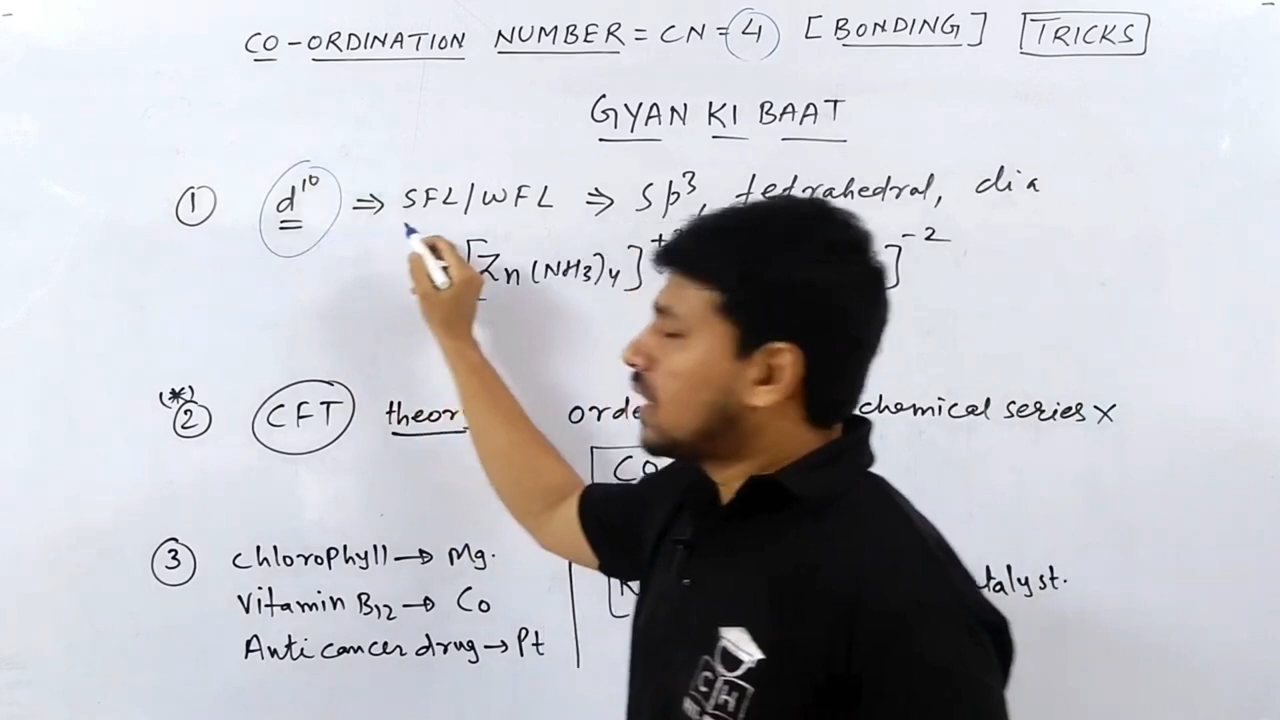 CO-ORDINATION NUMBER = CN = 4 [BONDING] TRICKS
GYAN KI BAAT
① d¹⁰ ⇒ SFL/WFL ⇒ Sp³, tetrahedral, dia
[Zn(NH3)4]⁺ ]⁻²
(*)
② CFT theor orde chemical series X
CO
③ Chlorophyll → Mg.
Vitamin B₁₂ → Co talyst.
Anti cancer drug → Pt
CH